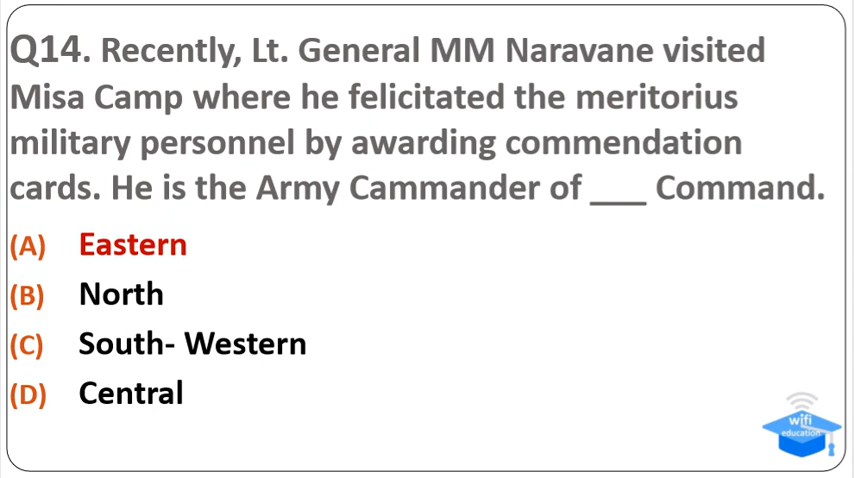 Q14. Recently, Lt. General MM Naravane visited
Misa Camp where he felicitated the meritorius
military personnel by awarding commendation
cards. He is the Army Cammander of ___ Command.
(A) Eastern
(B) North
(C) South- Western
(D) Central
wifi
education